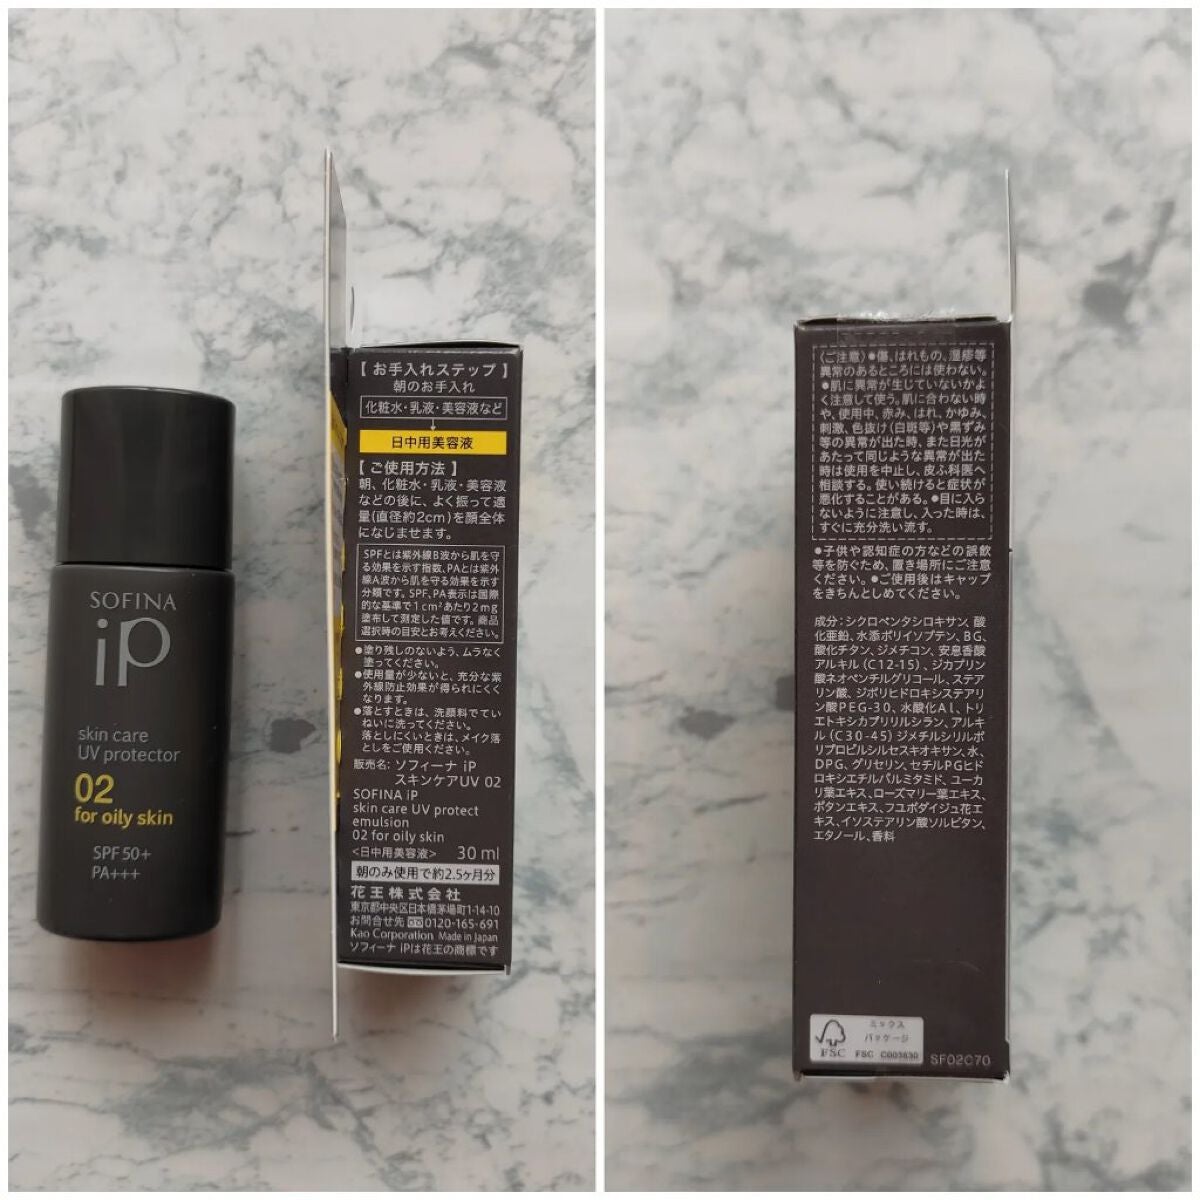 SOFINA
iP
skin care
UV protector
02
for oily skin
SPF 50+
PA+++
【 お手入れステップ 】
朝のお手入れ
化粧水・乳液・美容液など
日中用美容液
【 ご使用方法 】
朝、化粧水・乳液・美容液
などの後に、よく振って適
量(直径約2cm)を顔全体
になじませます。
SPFとは紫外線B波から肌を守
る効果を示す指数、PAとは紫外
線A波から肌を守る効果を示す
分類です。SPF、PA表示は国際
的な基準で1cm²あたり2mg
塗布して測定した値です。商品
選択時の目安とお考えください。
●塗り残しのないよう、ムラなく
塗ってください。
●使用量が少ないと、充分な紫
外線防止効果が得られにくく
なります。
●落とすときは、洗顔料でてい
ねいに洗ってください。
落としにくいときは、メイク落
としをご使用ください。
販売名: ソフィーナ iP
スキンケアUV 02
SOFINA iP
skin care UV protect
emulsion
02 for oily skin
<日中用美容液> 30 ml
朝のみ使用で約2.5ヶ月分
花王株式会社
東京都中央区日本橋茅場町1-14-10
お問合せ先 0120-165-691
Kao Corporation Made in Japan
ソフィーナ iPは花王の商標です
〈ご注意〉●傷、はれもの、湿疹等
異常のあるところには使わない。
●肌に異常が生じていないかよ
く注意して使う。肌に合わない時
や、使用中、赤み、はれ、かゆみ、
刺激、色抜け(白斑等)や黒ずみ
等の異常が出た時、また日光が
あたって同じような異常が出た
時は使用を中止し、皮ふ科医へ
相談する。使い続けると症状が
悪化することがある。●目に入ら
ないように注意し、入った時は、
すぐに充分洗い流す。
●子供や認知症の方などの誤飲
等を防ぐため、置き場所にご注意
ください。●ご使用後はキャップ
をきちんとしめてください。
成分：シクロペンタシロキサン、酸
化亜鉛、水添ポリイソブテン、BG、
酸化チタン、ジメチコン、安息香酸
アルキル(C12-15)、ジカプリン
酸ネオペンチルグリコール、ステア
リン酸、ジポリヒドロキシステアリ
ン酸PEG-30、水酸化Al、トリ
エトキシカプリリルシラン、アルキ
ル(C30-45)ジメチルシリルポ
リプロピルシルセスキオキサン、水、
DPG、グリセリン、セチルPGヒド
ロキシエチルパルミタミド、ユーカ
リ葉エキス、ローズマリー葉エキス、
ボタンエキス、フユボダイジュ花エ
キス、イソステアリン酸ソルビタン、
エタノール、香料
ミックス
パッケージ
FSC FSC C003630
SF02C70